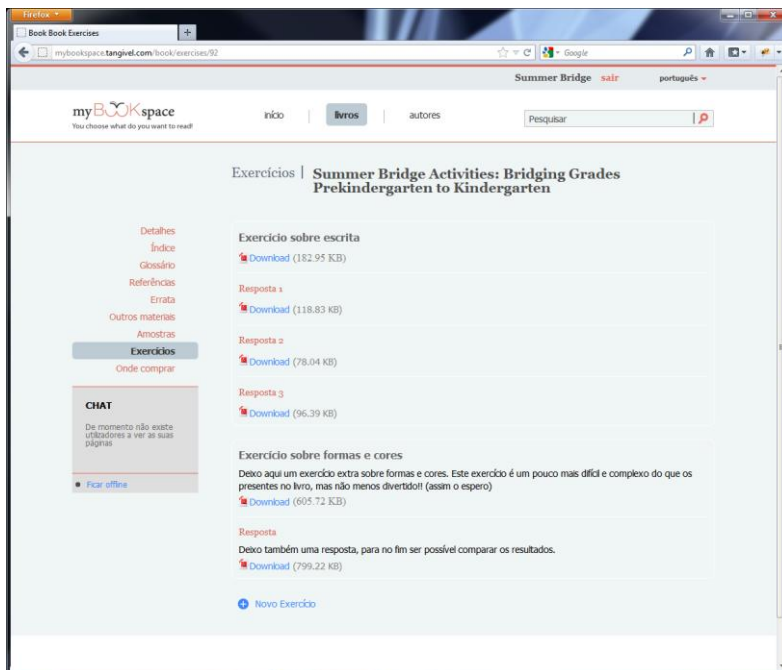 Firefox
Book Book Exercises
mybookspace.tangivel.com/book/exercises/92
Google
Summer Bridge sair português
myBOOKspace
You choose what do you want to read!
início livros autores
Pesquisar
Exercícios | Summer Bridge Activities: Bridging Grades
Prekindergarten to Kindergarten
Detalhes
Índice
Glossário
Referências
Errata
Outros materiais
Amostras
Exercícios
Onde comprar
CHAT
De momento não existe
utilizadores a ver as suas
páginas
Ficar offline
Exercício sobre escrita
Download (182.95 KB)
Resposta 1
Download (118.83 KB)
Resposta 2
Download (78.04 KB)
Resposta 3
Download (96.39 KB)
Exercício sobre formas e cores
Deixo aqui um exercício extra sobre formas e cores. Este exercício é um pouco mais difícil e complexo do que os
presentes no livro, mas não menos divertido!! (assim o espero)
Download (605.72 KB)
Resposta
Deixo também uma resposta, para no fim ser possível comparar os resultados.
Download (799.22 KB)
Novo Exercício